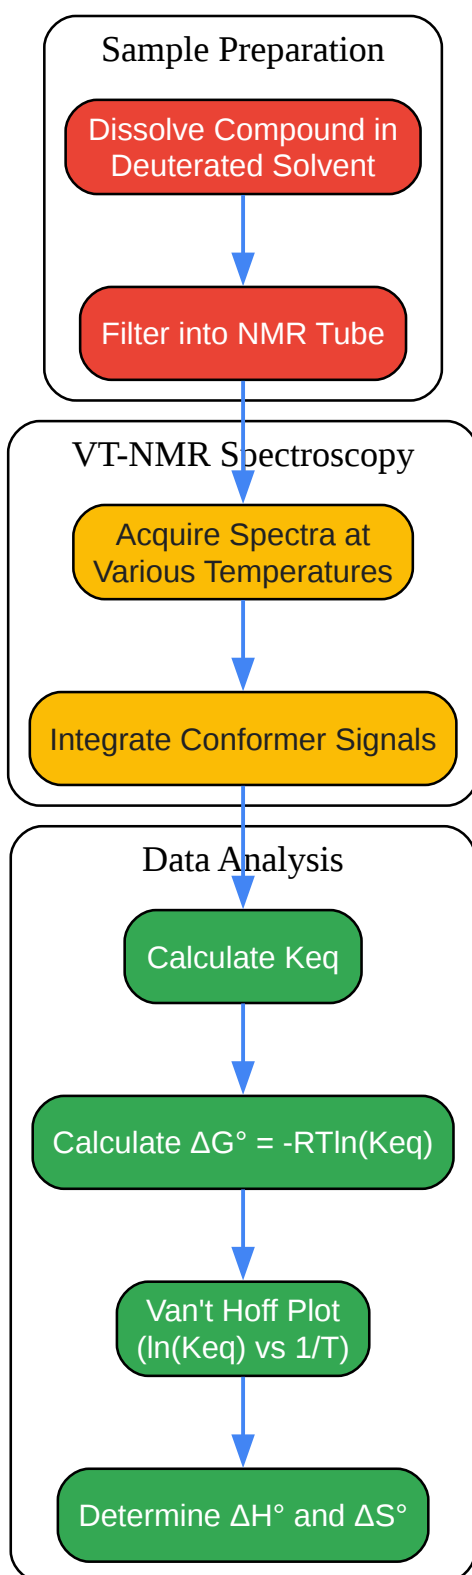 Sample Preparation
Dissolve Compound in
Deuterated Solvent
Filter into NMR Tube
VT-NMR Spectroscopy
Acquire Spectra at
Various Temperatures
Integrate Conformer Signals
Data Analysis
Calculate Keq
Calculate ΔG° = -RTln(Keq)
Van't Hoff Plot
(ln(Keq) vs 1/T)
Determine ΔH° and ΔS°